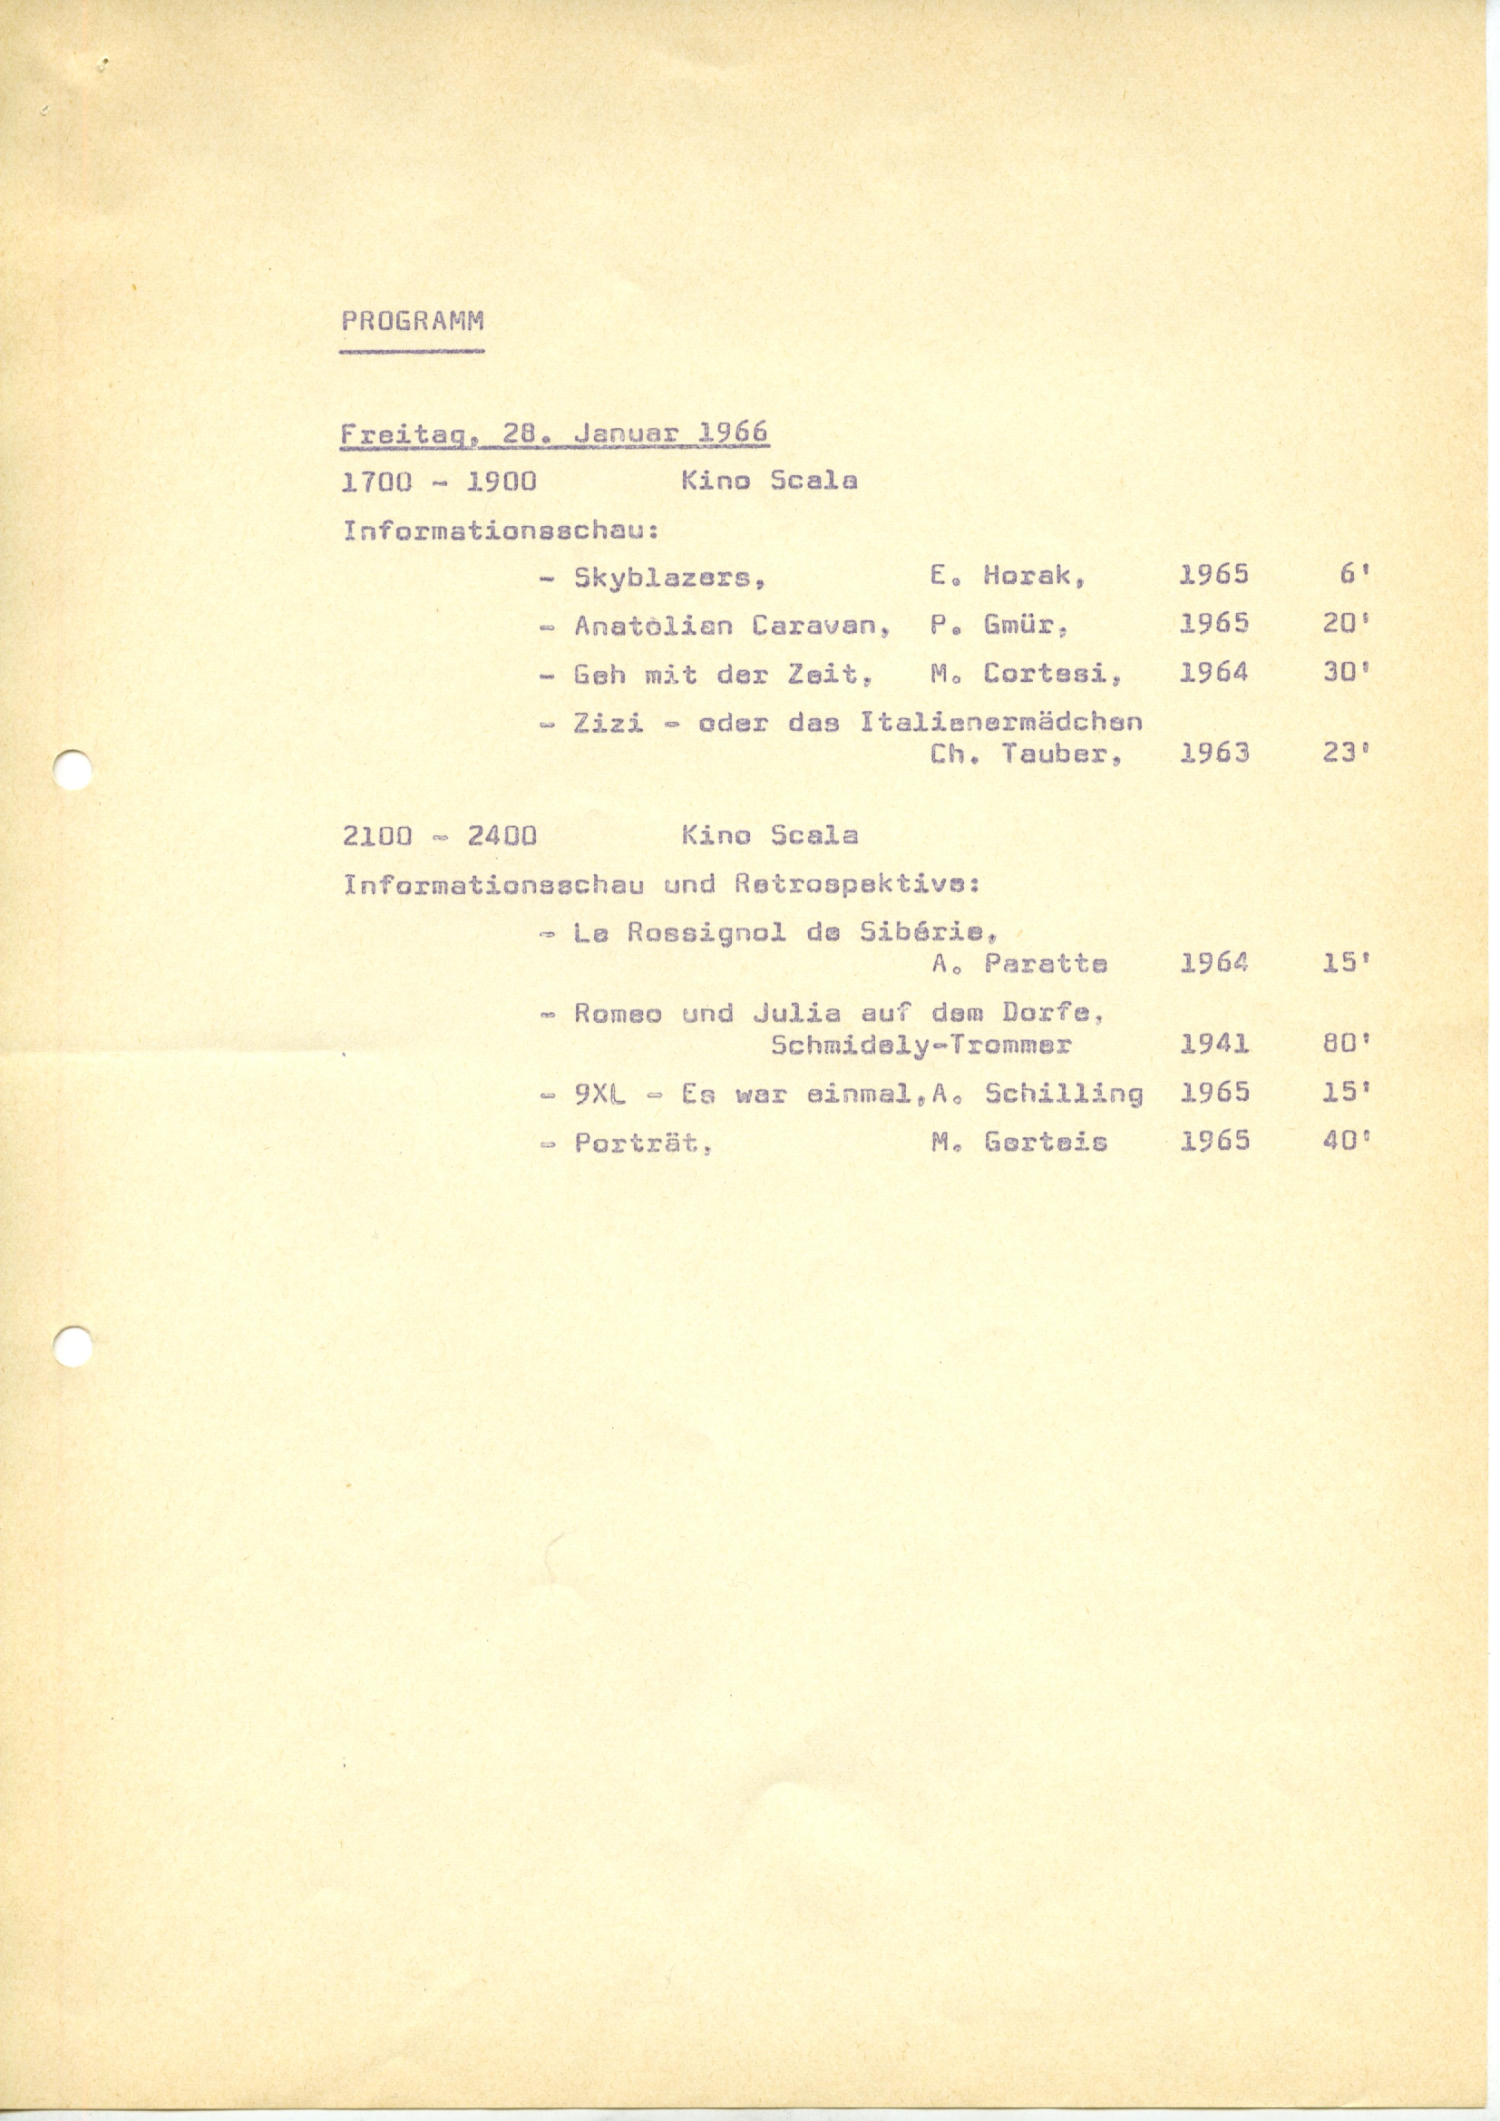 PROGRAMM
Freitag, 28. Januar 1966
1700 - 1900 Kino Scala
Informationsschau:
- Skyblazers, E. Horak, 1965 6'
- Anatolian Caravan, P. Gmür, 1965 20'
- Geh mit der Zeit, M. Cortesi, 1964 30'
- Zizi - oder das Italienermädchen
Ch. Tauber, 1963 23'
2100 - 2400 Kino Scala
Informationsschau und Retrospektive:
- Le Rossignol de Sibérie,
A. Paratte 1964 15'
- Romeo und Julia auf dem Dorfe,
Schmidely-Trommer 1941 80'
- 9XL - Es war einmal, A. Schilling 1965 15'
- Porträt, M. Gerteis 1965 40'